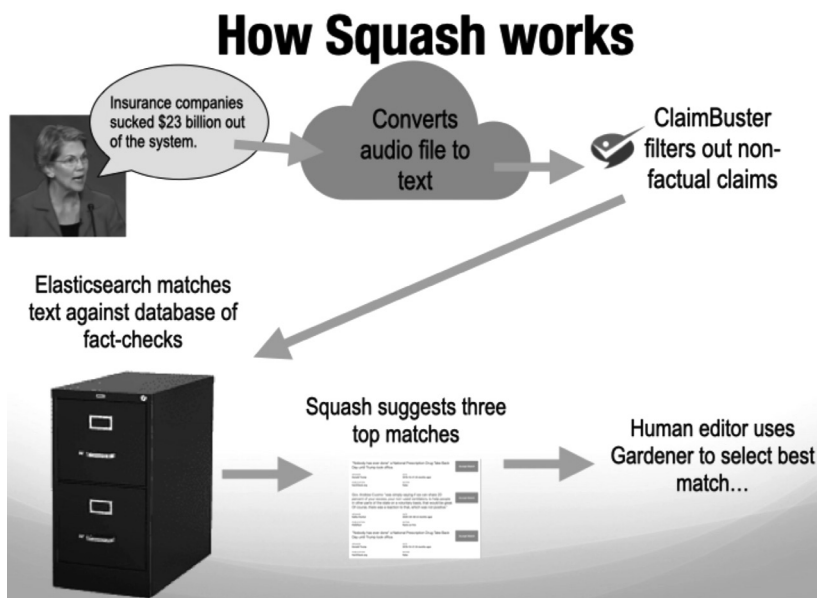 How Squash works
Insurance companies
sucked $23 billion out
of the system.
Converts
audio file to
text
ClaimBuster
filters out non-
factual claims
Elasticsearch matches
text against database of
fact-checks
Squash suggests three
top matches
Human editor uses
Gardener to select best
match…